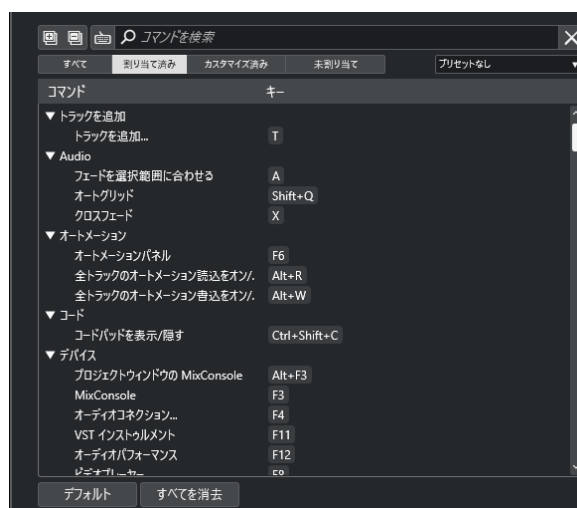 コマンドを検索
すべて 割り当て済み カスタマイズ済み 未割り当て プリセットなし
コマンド キー
トラックを追加
トラックを追加... T
Audio
フェードを選択範囲に合わせる A
オートグリッド Shift+Q
クロスフェード X
オートメーション
オートメーションパネル F6
全トラックのオートメーション読込をオン/. Alt+R
全トラックのオートメーション書込をオン/. Alt+W
コード
コードパッドを表示/隠す Ctrl+Shift+C
デバイス
プロジェクトウィンドウの MixConsole Alt+F3
MixConsole F3
オーディオコネクション... F4
VST インストゥルメント F11
オーディオパフォーマンス F12
ビデオプレーヤー F8
デフォルト すべてを消去